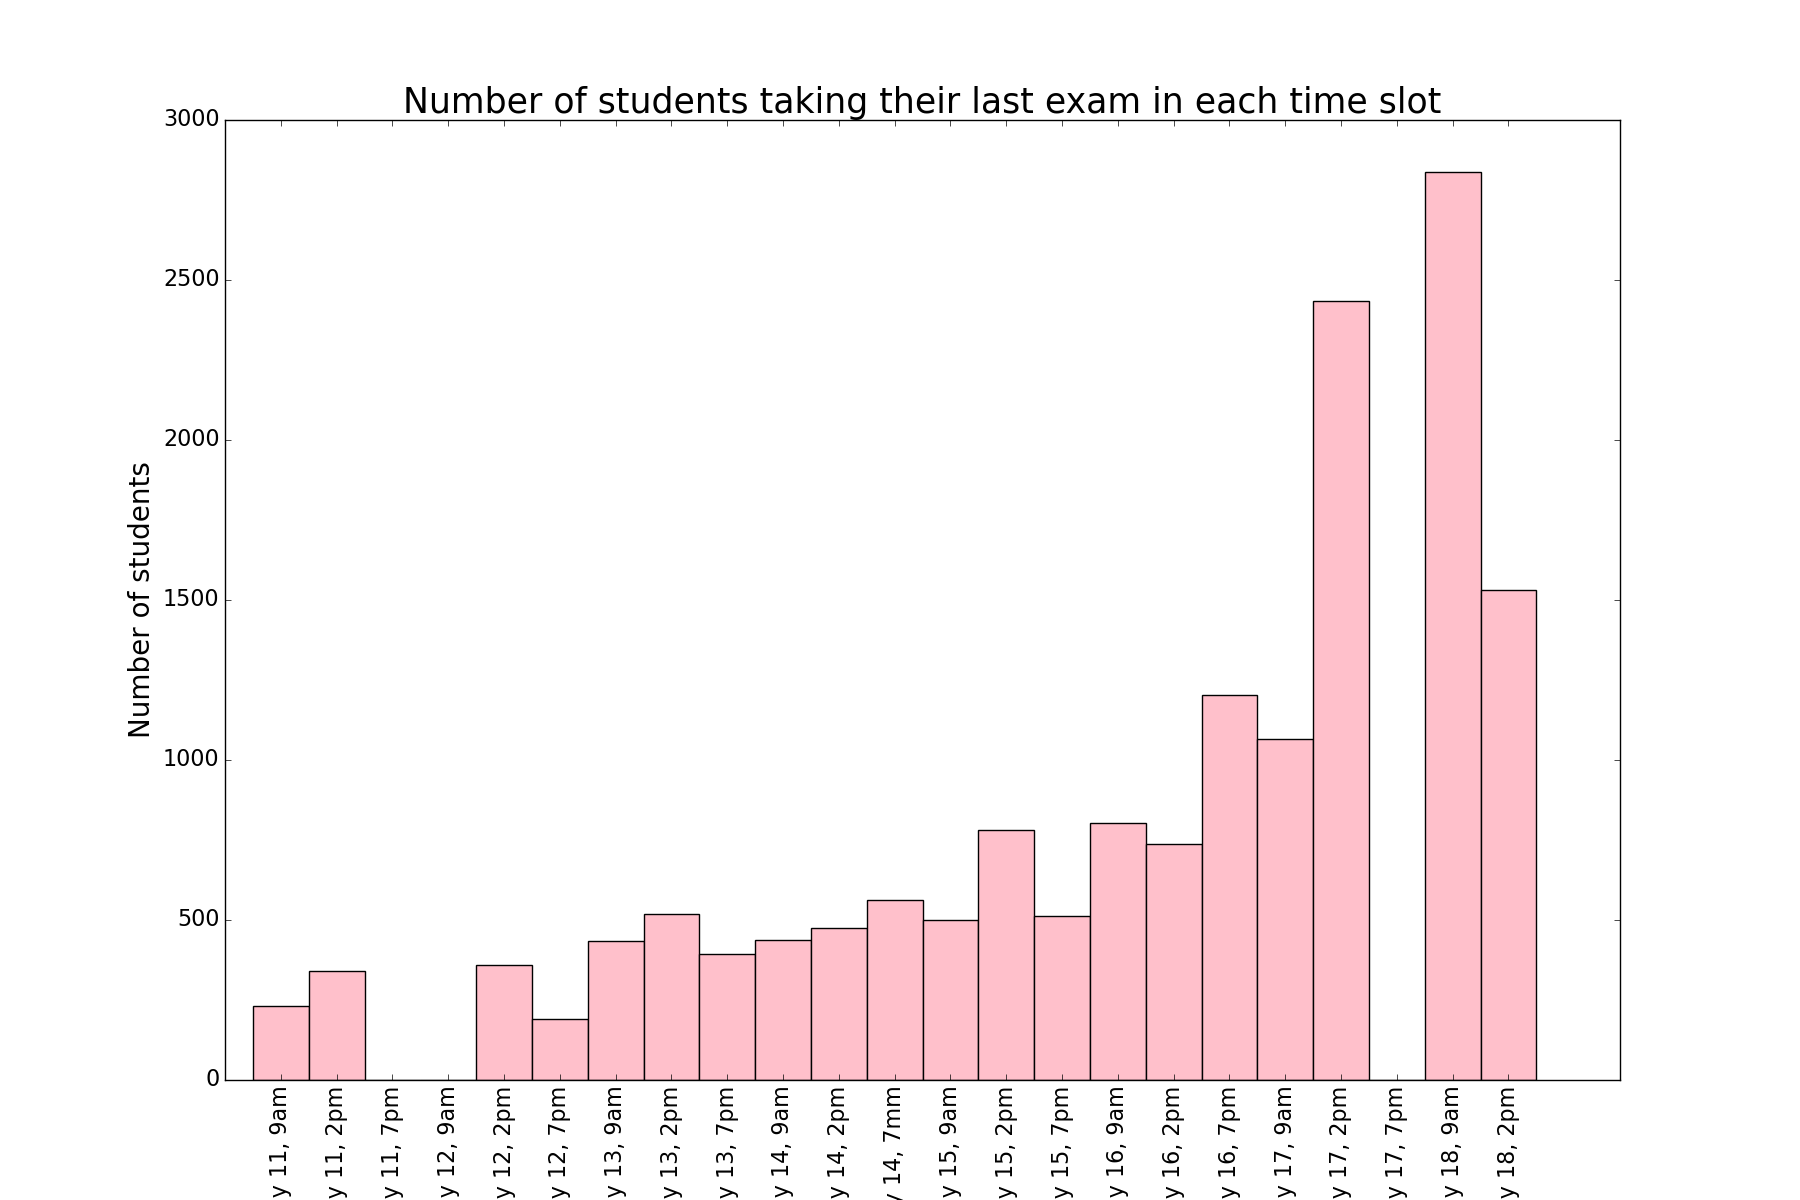 Number of students taking their last exam in each time slot
Number of students
3000
2500
2000
1500
1000
500
0
y 11, 9am
y 11, 2pm
y 11, 7pm
y 12, 9am
y 12, 2pm
y 12, 7pm
y 13, 9am
y 13, 2pm
y 13, 7pm
y 14, 9am
y 14, 2pm
y 14, 7mm
y 15, 9am
y 15, 2pm
y 15, 7pm
y 16, 9am
y 16, 2pm
y 16, 7pm
y 17, 9am
y 17, 2pm
y 17, 7pm
y 18, 9am
y 18, 2pm